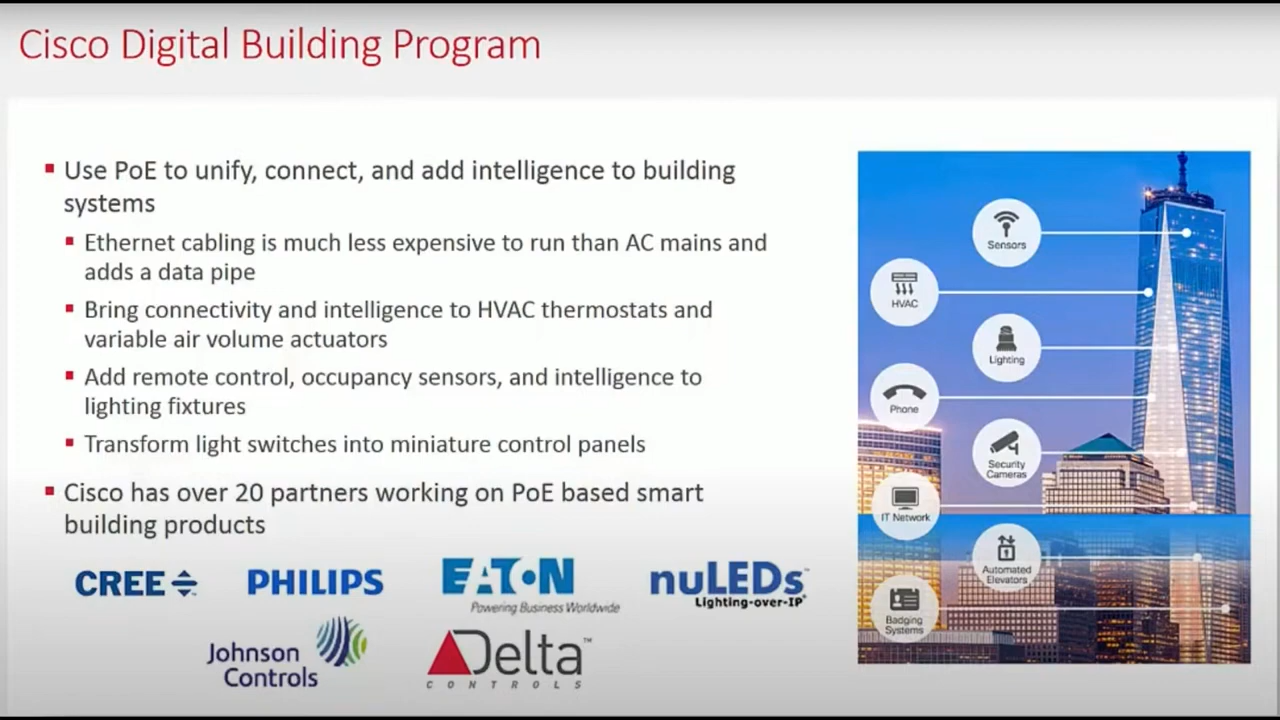 Cisco Digital Building Program
Use PoE to unify, connect, and add intelligence to building
systems
Ethernet cabling is much less expensive to run than AC mains and
adds a data pipe
Bring connectivity and intelligence to HVAC thermostats and
variable air volume actuators
Add remote control, occupancy sensors, and intelligence to
lighting fixtures
Transform light switches into miniature control panels
Cisco has over 20 partners working on PoE based smart
building products
CREE
PHILIPS
EATON
Powering Business Worldwide
nuLEDs™
Lighting-over-IP®
Johnson
Controls
Delta™
CONTROLS
Sensors
HVAC
Lighting
Phone
Security
Cameras
IT Network
Automated
Elevators
Badging
Systems